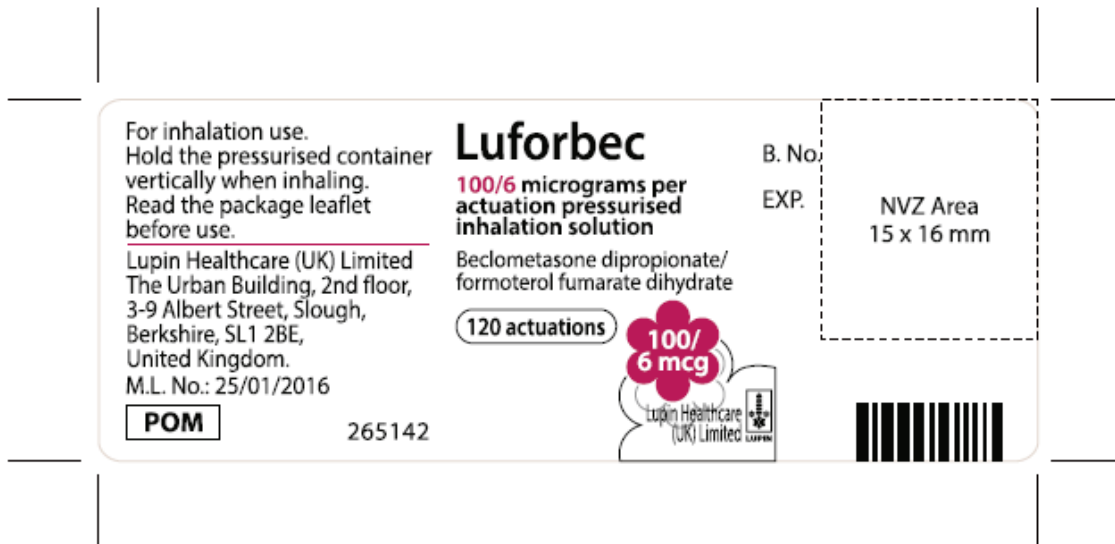 For inhalation use.
Hold the pressurised container
vertically when inhaling.
Read the package leaflet
before use.
Lupin Healthcare (UK) Limited
The Urban Building, 2nd floor,
3-9 Albert Street, Slough,
Berkshire, SL1 2BE,
United Kingdom.
M.L. No.: 25/01/2016
POM
265142
Luforbec
100/6 micrograms per
actuation pressurised
inhalation solution
Beclometasone dipropionate/
formoterol fumarate dihydrate
120 actuations
100/
6 mcg
Lupin Healthcare
(UK) Limited
LUPIN
B. No.
EXP.
NVZ Area
15 x 16 mm